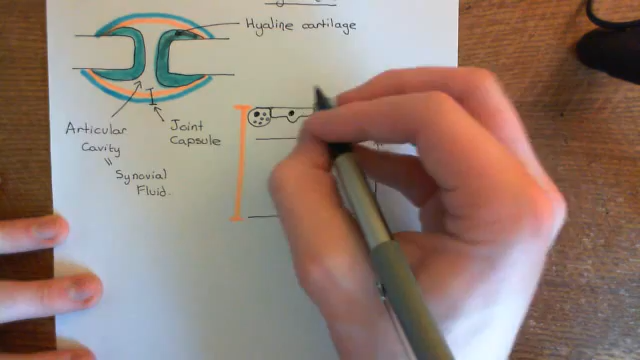 Hyaline cartilage
Articular
Cavity
Synovial
Fluid
Joint
Capsule